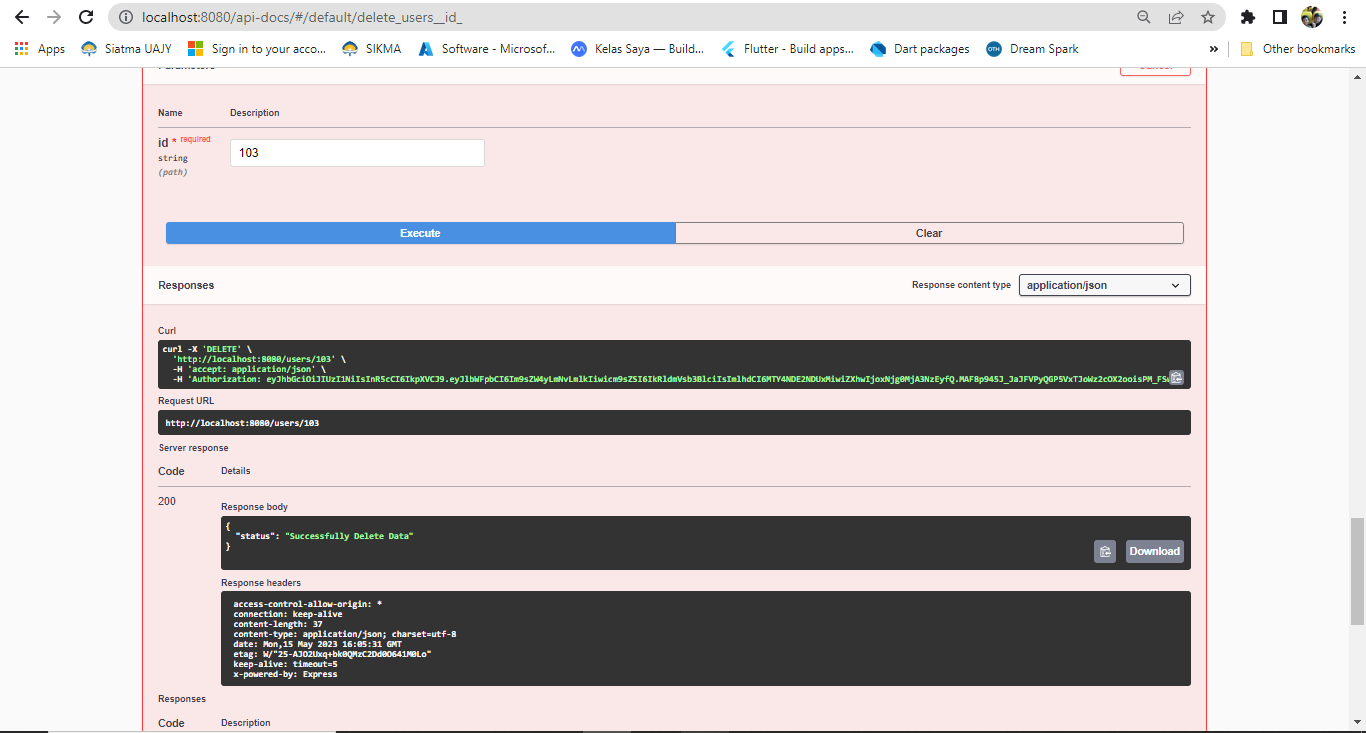 localhost:8080/api-docs/#/default/delete_users__id_
Apps Siatma UAJY Sign in to your acco... SIKMA Software - Microsof... Kelas Saya — Build... Flutter - Build apps... Dart packages Dream Spark » Other bookmarks
Parameters Cancel
Name Description
id * required
string
(path)
103
Execute Clear
Responses Response content type application/json
Curl
curl -X 'DELETE' \
'http://localhost:8080/users/103' \
-H 'accept: application/json' \
-H 'Authorization:
Request URL
http://localhost:8080/users/103
Server response
Code Details
200
Response body
{
"status": "Successfully Delete Data"
}
Download
Response headers
access-control-allow-origin: *
connection: keep-alive
content-length: 37
content-type: application/json; charset=utf-8
date: Mon,15 May 2023 16:05:31 GMT
etag:
keep-alive: timeout=5
x-powered-by: Express
Responses
Code Description